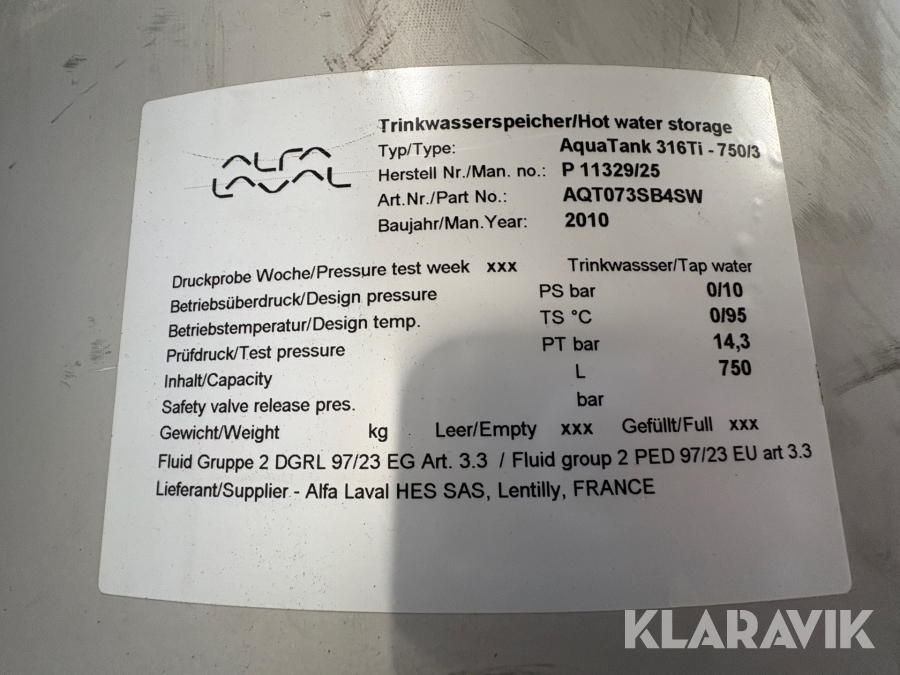 ALFA
LAVAL
Trinkwasserspeicher/Hot water storage
Typ/Type: AquaTank 316Ti - 750/3
Herstell Nr./Man. no.: P 11329/25
Art.Nr./Part No.: AQT073SB4SW
Baujahr/Man.Year: 2010
Druckprobe Woche/Pressure test week xxx Trinkwassser/Tap water
Betriebsüberdruck/Design pressure PS bar 0/10
Betriebstemperatur/Design temp. TS °C 0/95
Prüfdruck/Test pressure PT bar 14,3
Inhalt/Capacity L 750
Safety valve release pres. bar
Gewicht/Weight kg Leer/Empty xxx Gefüllt/Full xxx
Fluid Gruppe 2 DGRL 97/23 EG Art. 3.3 / Fluid group 2 PED 97/23 EU art 3.3
Lieferant/Supplier - Alfa Laval HES SAS, Lentilly, FRANCE
KLARAVIK